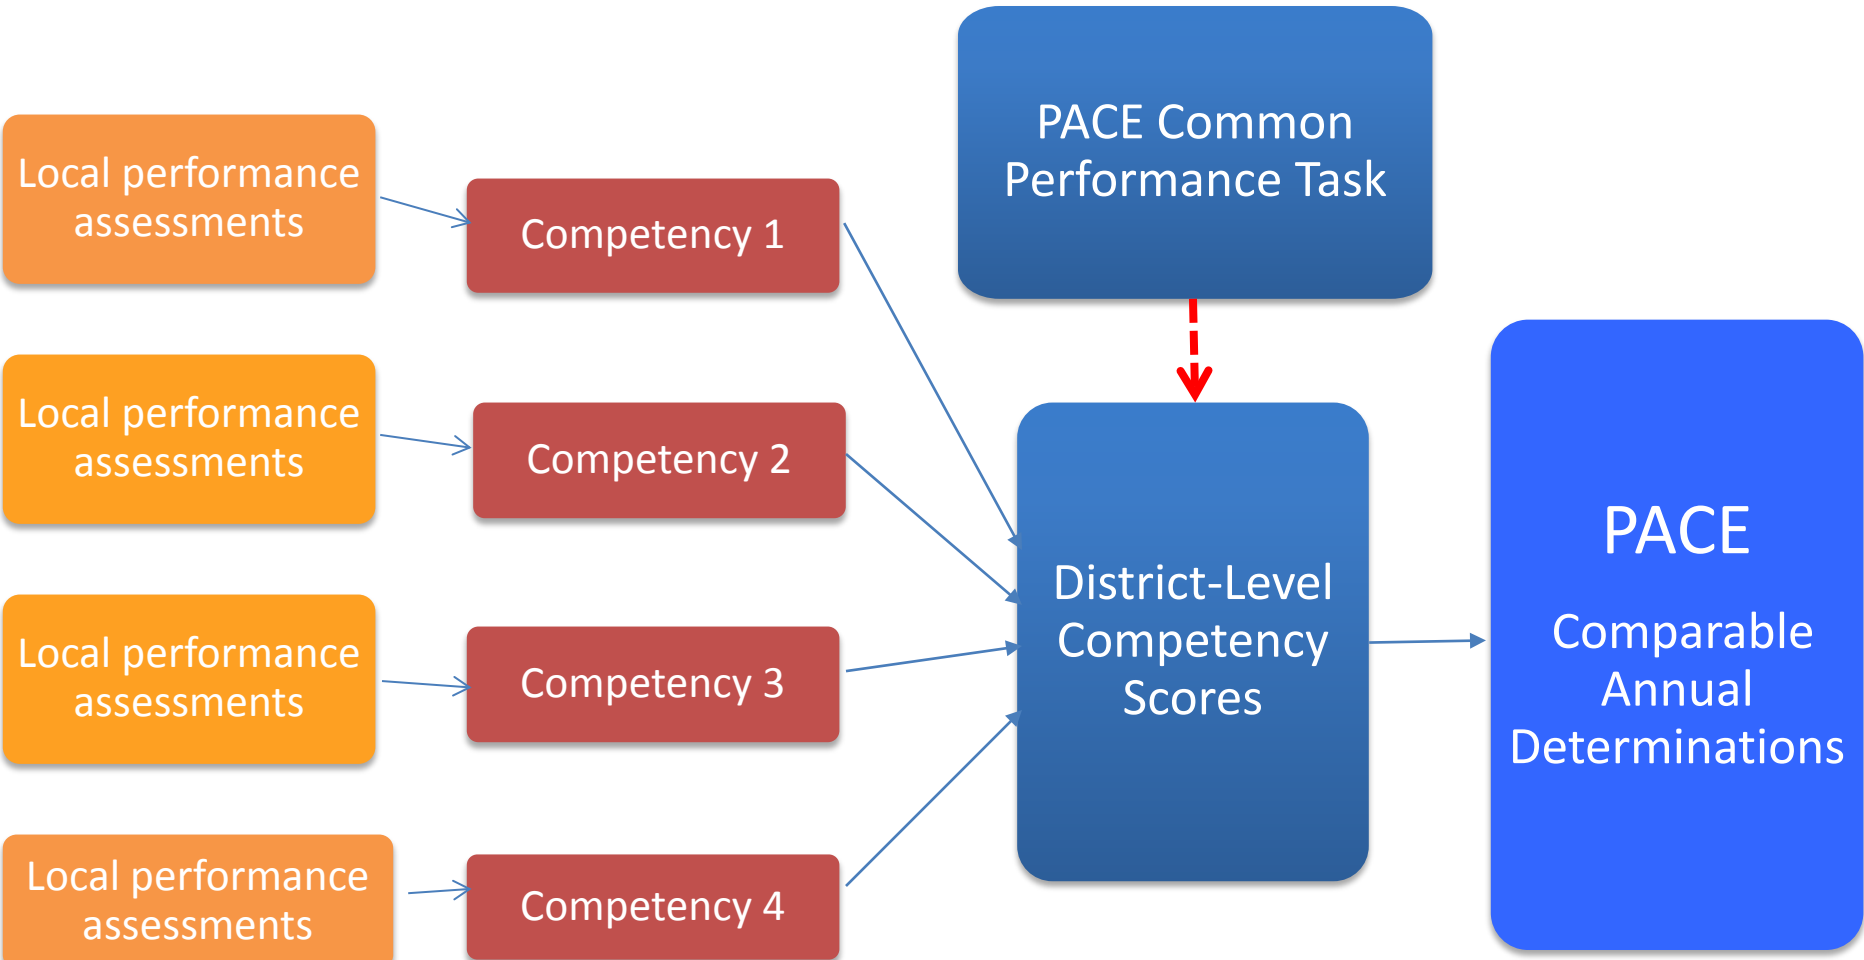 PACE Common
Performance Task
Local performance
assessments
Competency 1
Local performance
assessments
Competency 2
Local performance
assessments
Competency 3
Local performance
assessments
Competency 4
District-Level
Competency
Scores
PACE
Comparable
Annual
Determinations